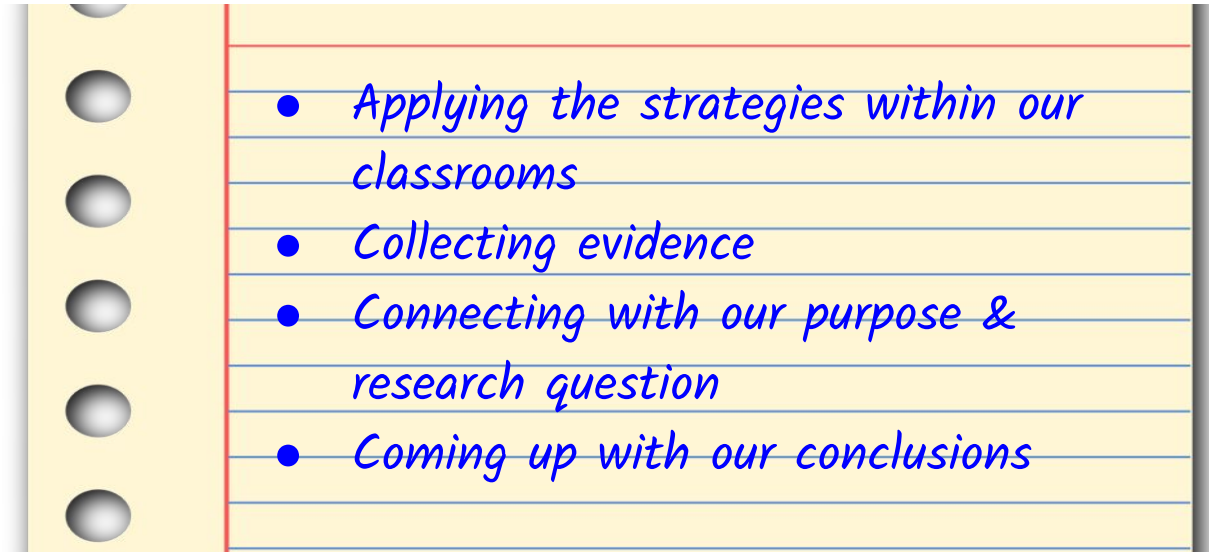 ● Applying the strategies within our
classrooms
● Collecting evidence
● Connecting with our purpose &
research question
● Coming up with our conclusions